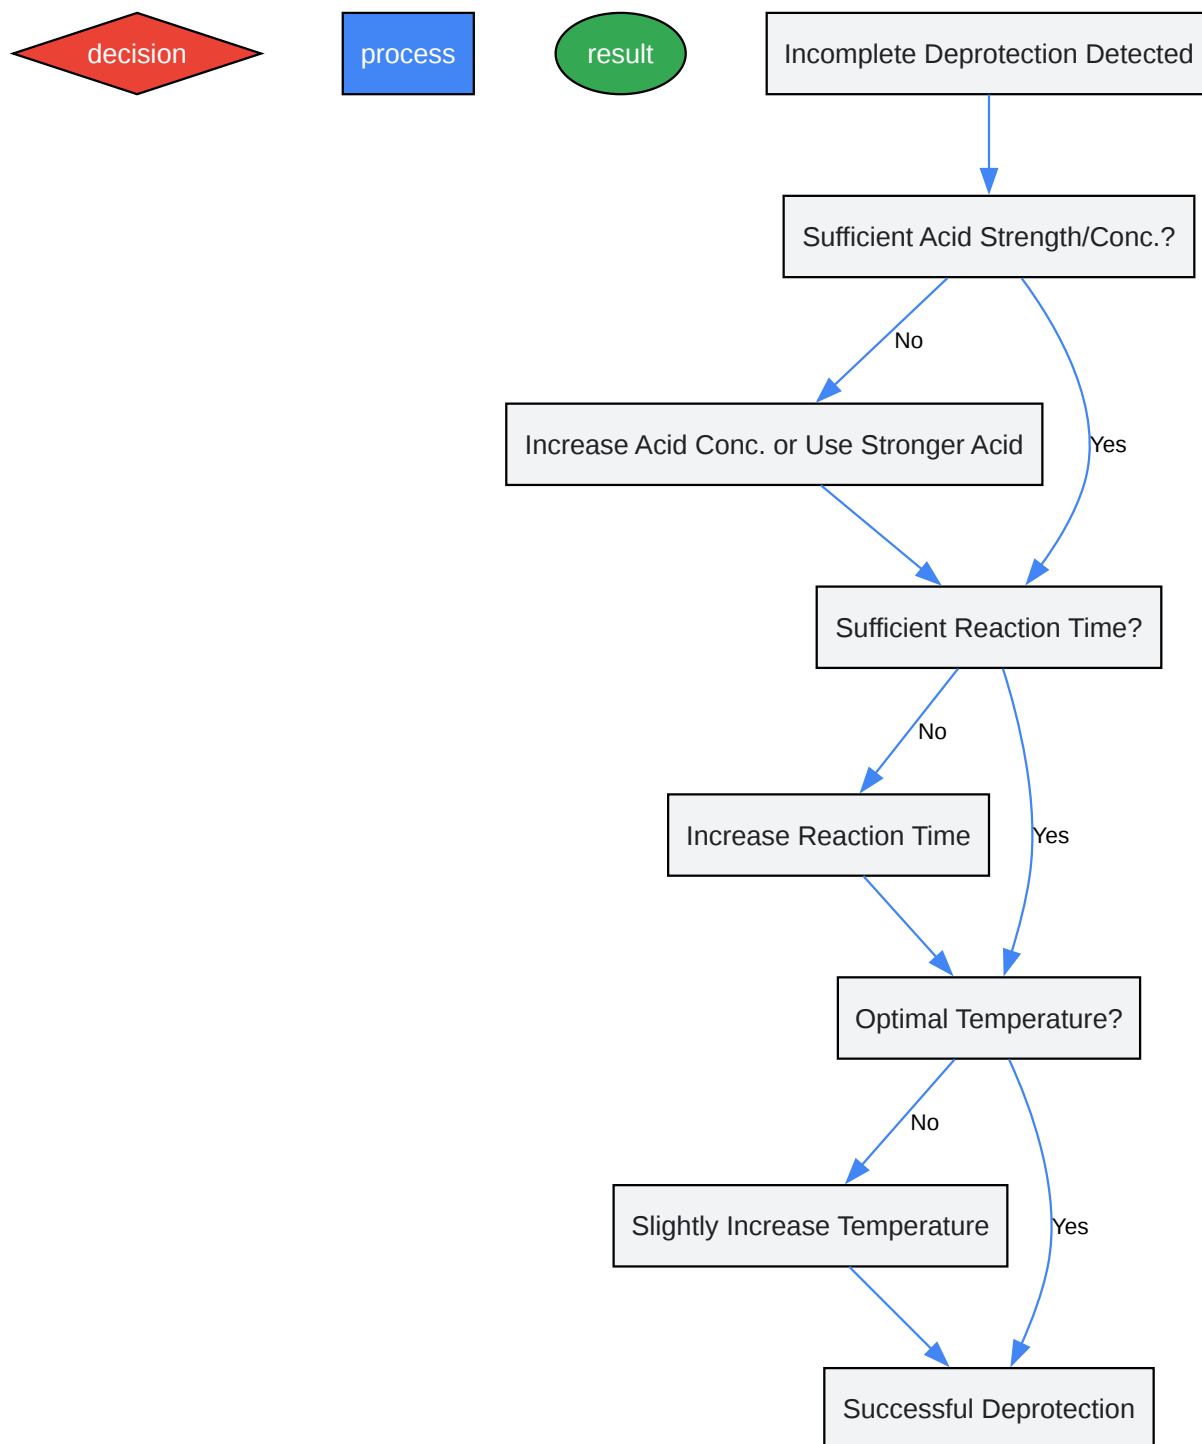 decision
process
result
Incomplete Deprotection Detected
Sufficient Acid Strength/Conc.?
No
Increase Acid Conc. or Use Stronger Acid
Yes
Sufficient Reaction Time?
No
Increase Reaction Time
Yes
Optimal Temperature?
No
Slightly Increase Temperature
Yes
Successful Deprotection